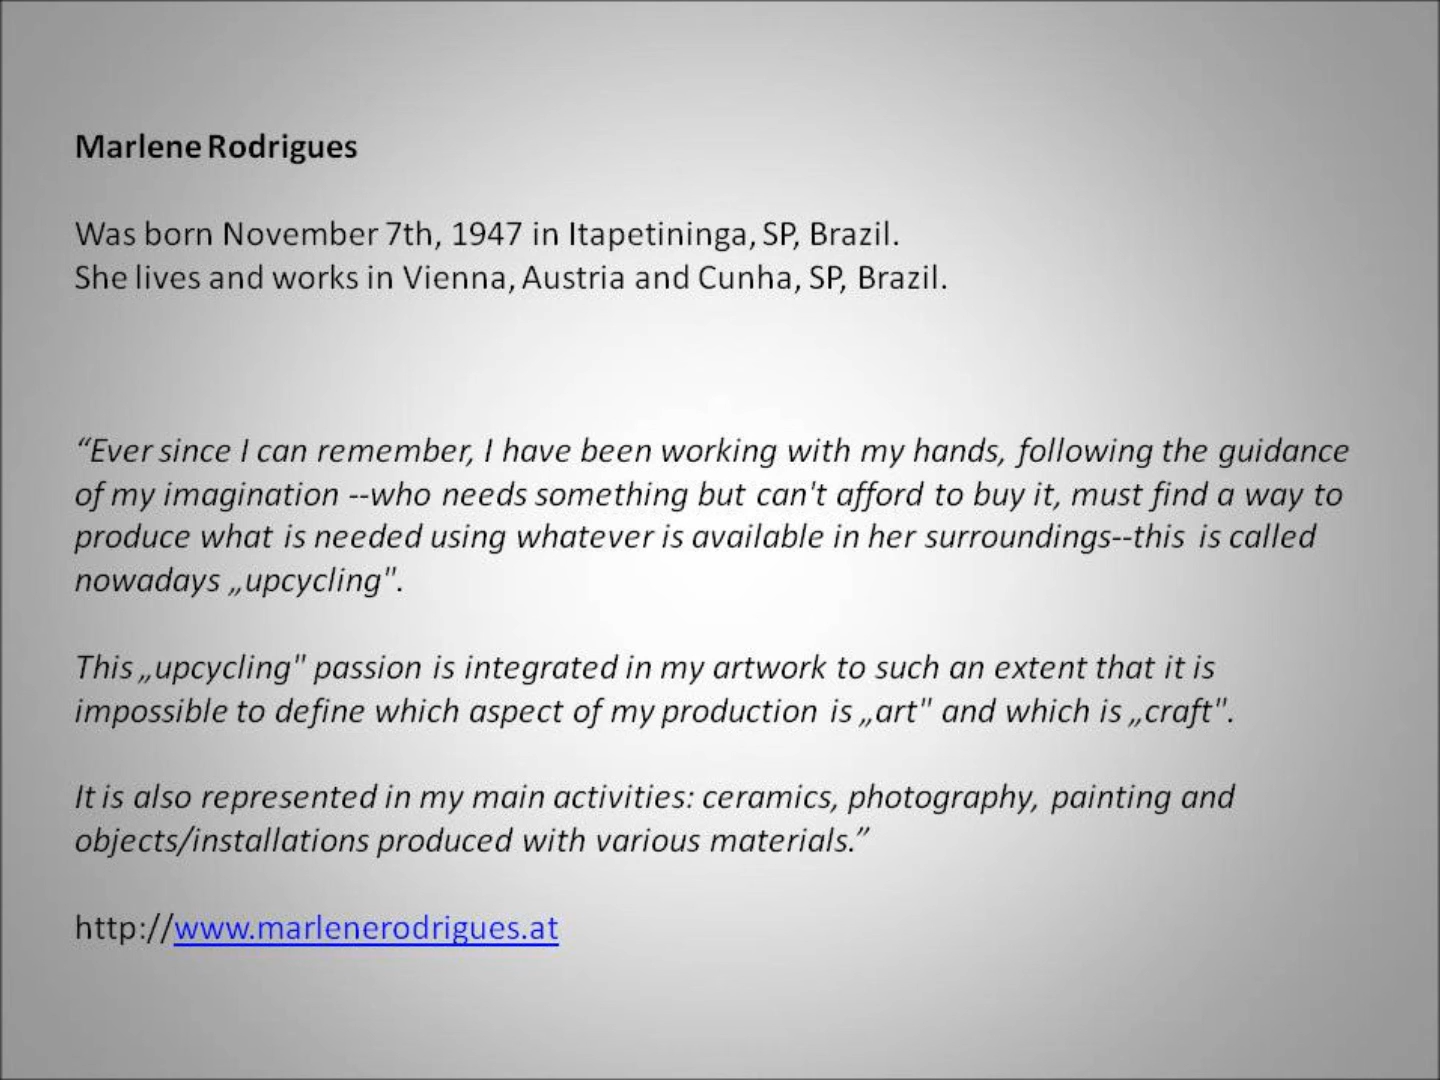 Marlene Rodrigues
Was born November 7th, 1947 in Itapetininga, SP, Brazil.
She lives and works in Vienna, Austria and Cunha, SP, Brazil.
“Ever since I can remember, I have been working with my hands, following the guidance
of my imagination --who needs something but can't afford to buy it, must find a way to
produce what is needed using whatever is available in her surroundings--this is called
nowadays „upcycling".
This „upcycling" passion is integrated in my artwork to such an extent that it is
impossible to define which aspect of my production is „art" and which is „craft".
It is also represented in my main activities: ceramics, photography, painting and
objects/installations produced with various materials.”
http://www.marlenerodrigues.at